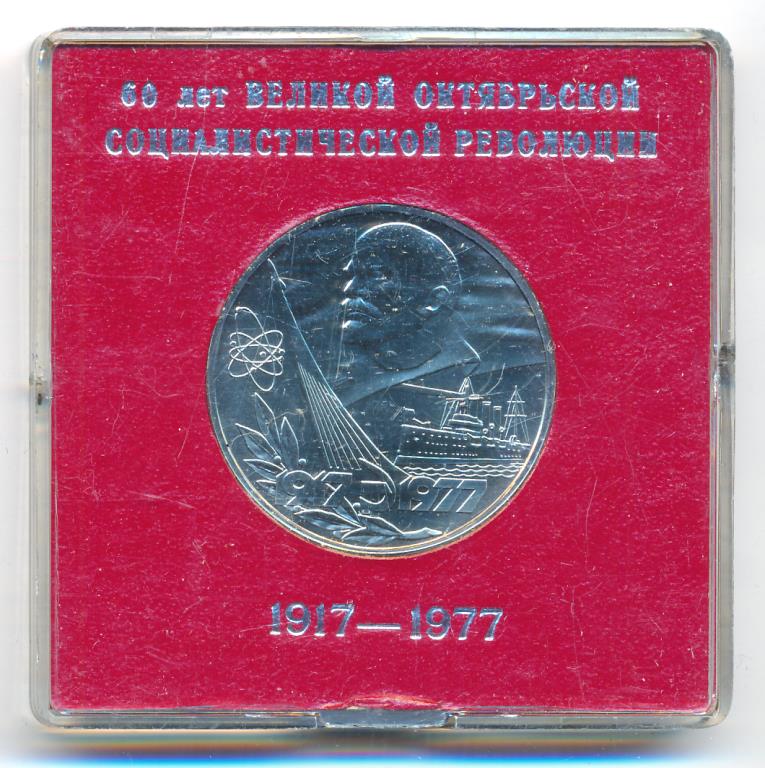 60 лет ВЕЛИКОЙ ОКТЯБРЬСКОЙ
СОЦИАЛИСТИЧЕСКОЙ РЕВОЛЮЦИИ
1917 1977
1917—1977